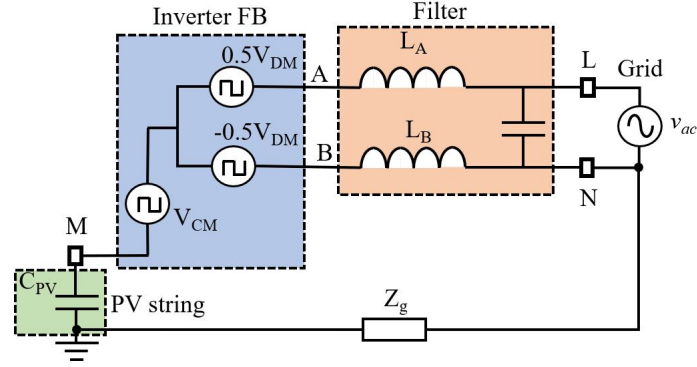 Inverter FB
Filter
0.5V_DM
A
L_A
L
Grid
v_ac
-0.5V_DM
B
L_B
N
M
V_CM
C_PV
PV string
Z_g